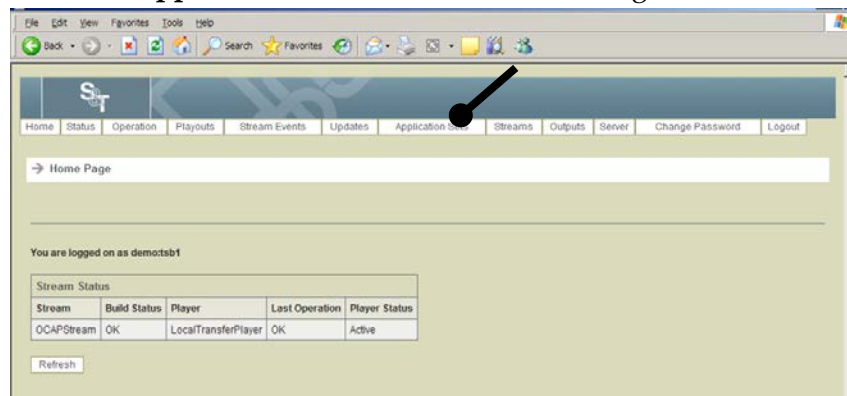 File Edit View Favorites Tools Help
Back Search Favorites
S&T
Home Status Operation Playouts Stream Events Updates Application Sets Streams Outputs Server Change Password Logout
→ Home Page
You are logged on as demo:tsb1
Stream Status
Stream Build Status Player Last Operation Player Status
OCAPStream OK LocalTransferPlayer OK Active
Refresh